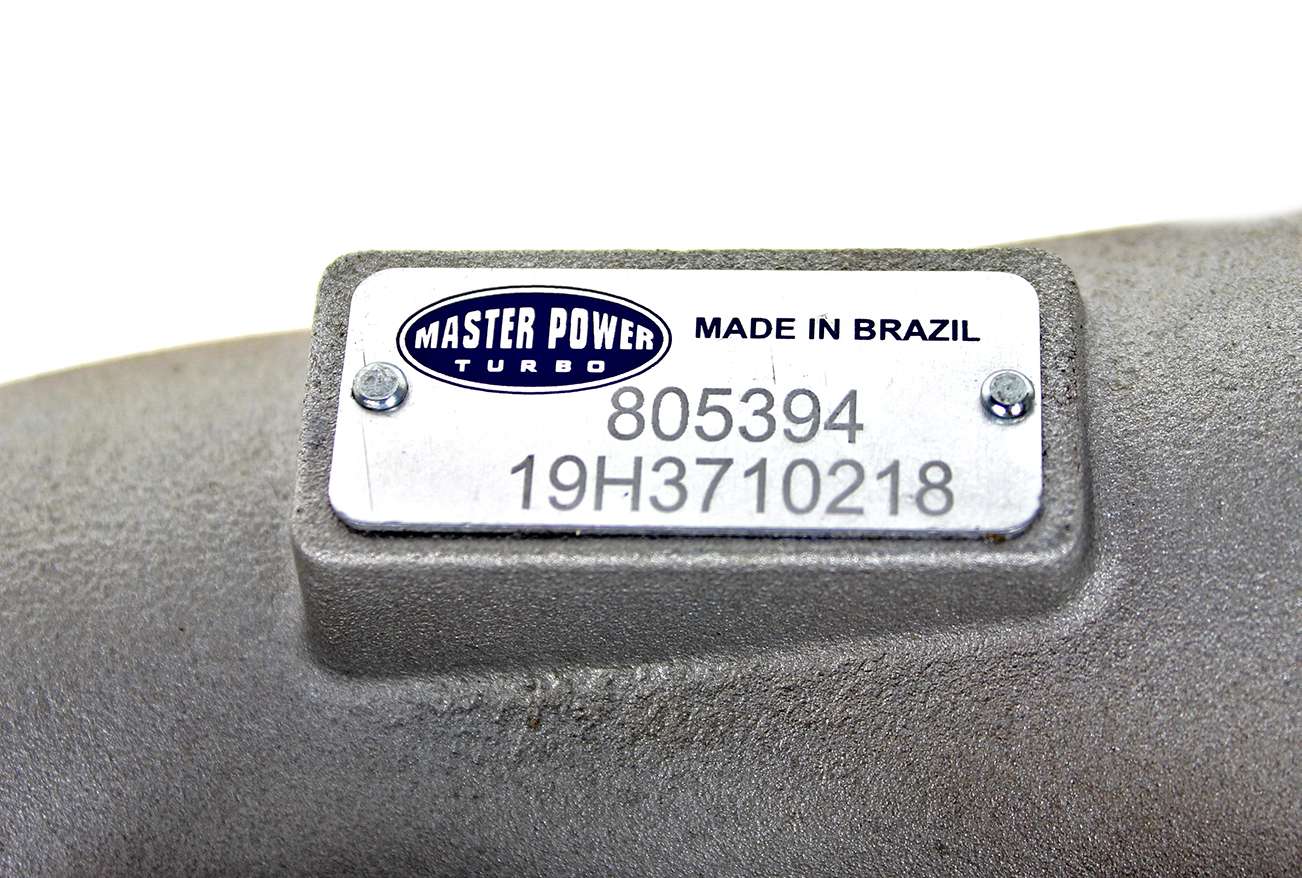 MASTER POWER
TURBO
MADE IN BRAZIL
805394
19H3710218